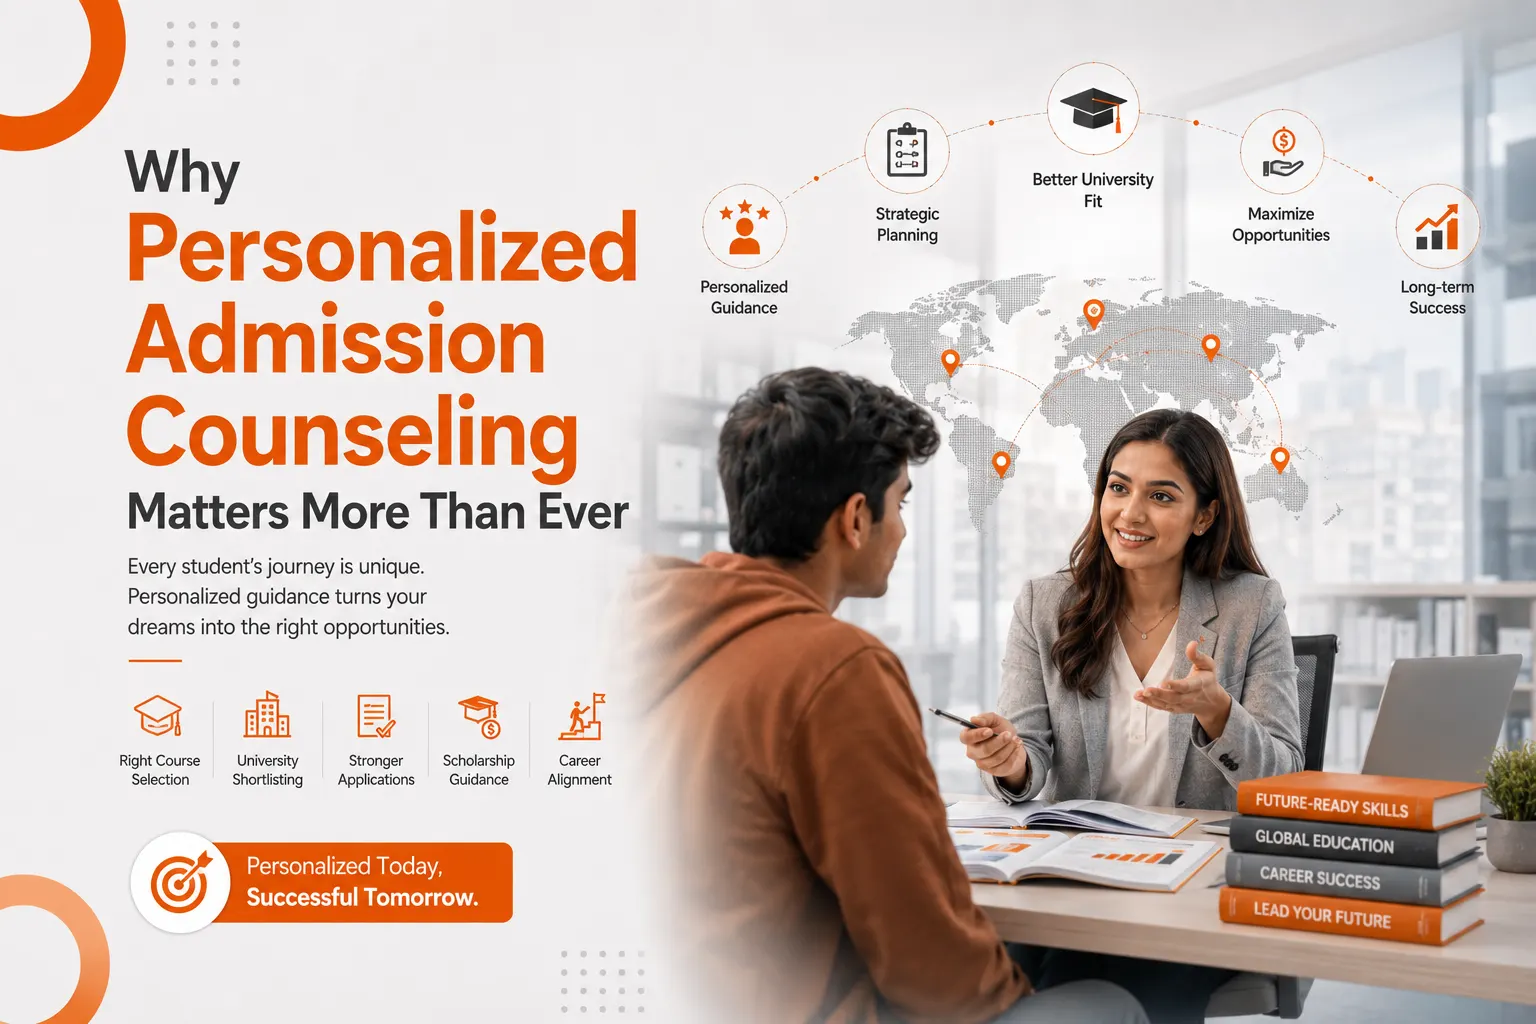 Why
Personalized
Admission
Counseling
Matters More Than Ever
Every student's journey is unique.
Personalized guidance turns your
dreams into the right opportunities.
Right Course
Selection
University
Shortlisting
Stronger
Applications
Scholarship
Guidance
Career
Alignment
Personalized Today,
Successful Tomorrow.
Personalized
Guidance
Strategic
Planning
Better University
Fit
Maximize
Opportunities
Long-term
Success
FUTURE-READY SKILLS
GLOBAL EDUCATION
CAREER SUCCESS
LEAD YOUR FUTURE